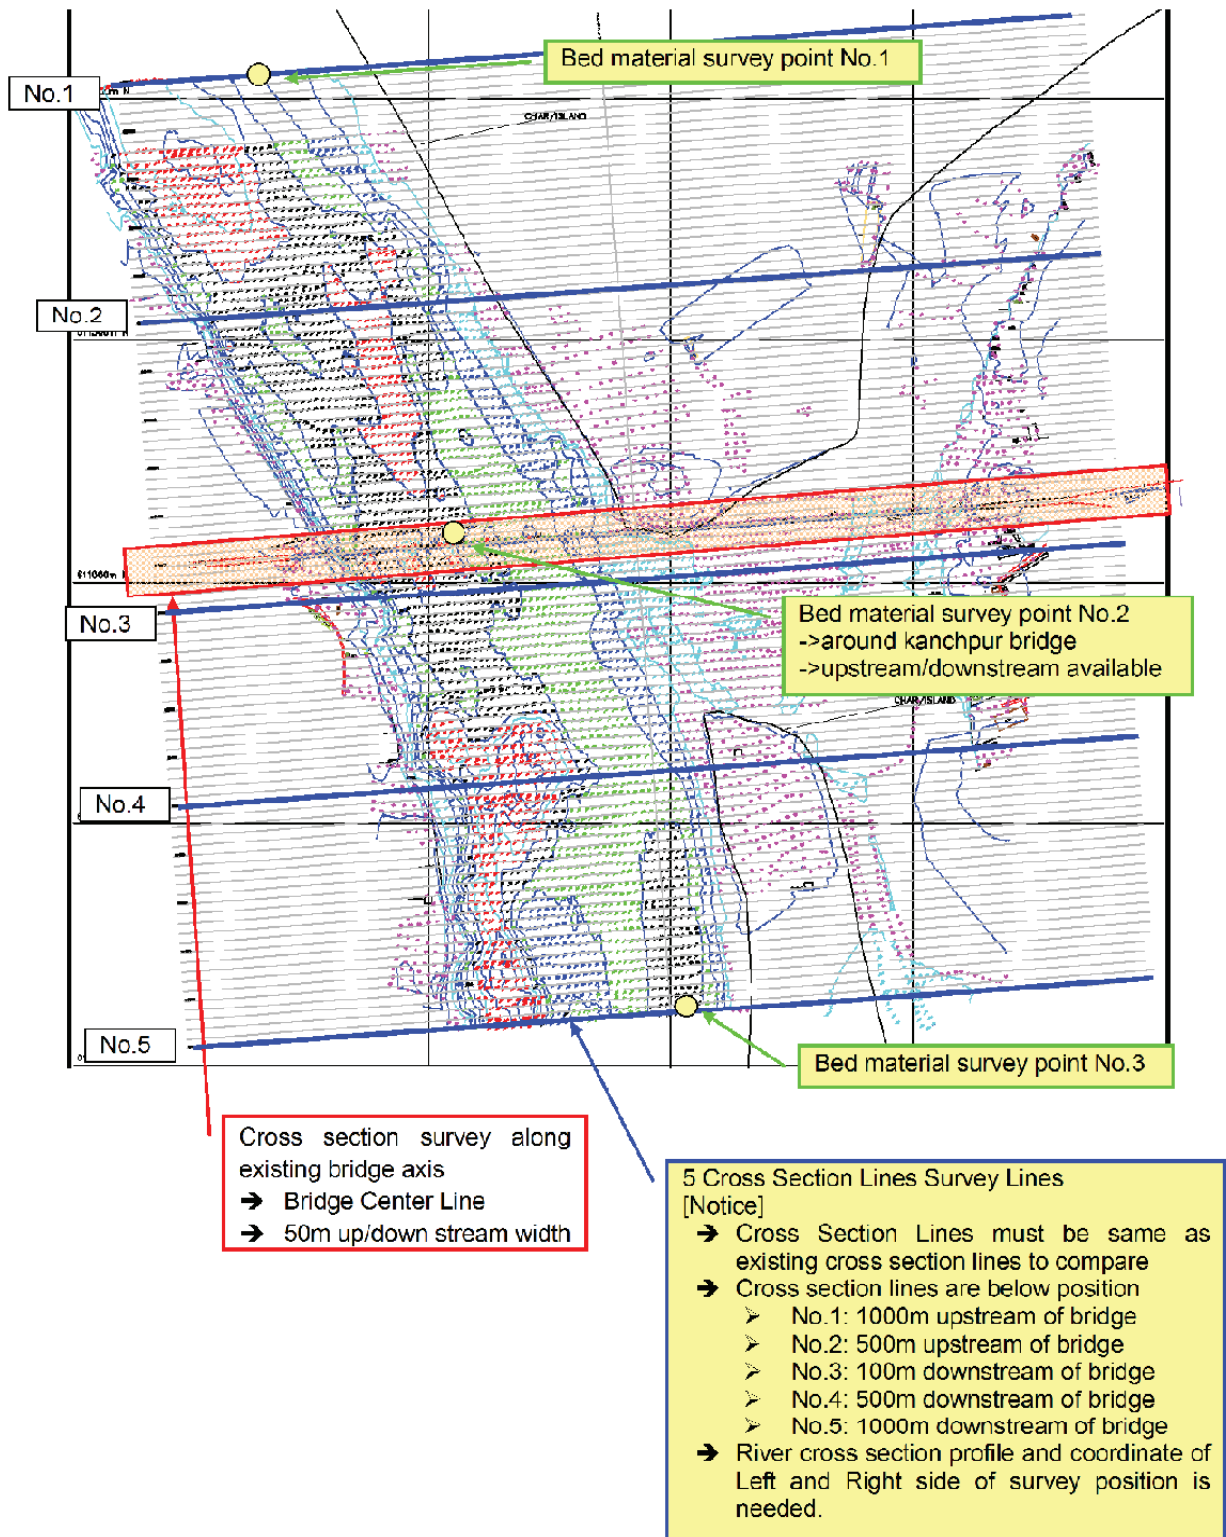 Bed material survey point No.1
No.1
CHAR/ISLAND
No.2
No.3
Bed material survey point No.2
->around kanchpur bridge
->upstream/downstream available
CHAR/ISLAND
No.4
No.5
Bed material survey point No.3
Cross section survey along
existing bridge axis
➔ Bridge Center Line
➔ 50m up/down stream width
5 Cross Section Lines Survey Lines
[Notice]
➔ Cross Section Lines must be same as
existing cross section lines to compare
➔ Cross section lines are below position
➢ No.1: 1000m upstream of bridge
➢ No.2: 500m upstream of bridge
➢ No.3: 100m downstream of bridge
➢ No.4: 500m downstream of bridge
➢ No.5: 1000m downstream of bridge
➔ River cross section profile and coordinate of
Left and Right side of survey position is
needed.